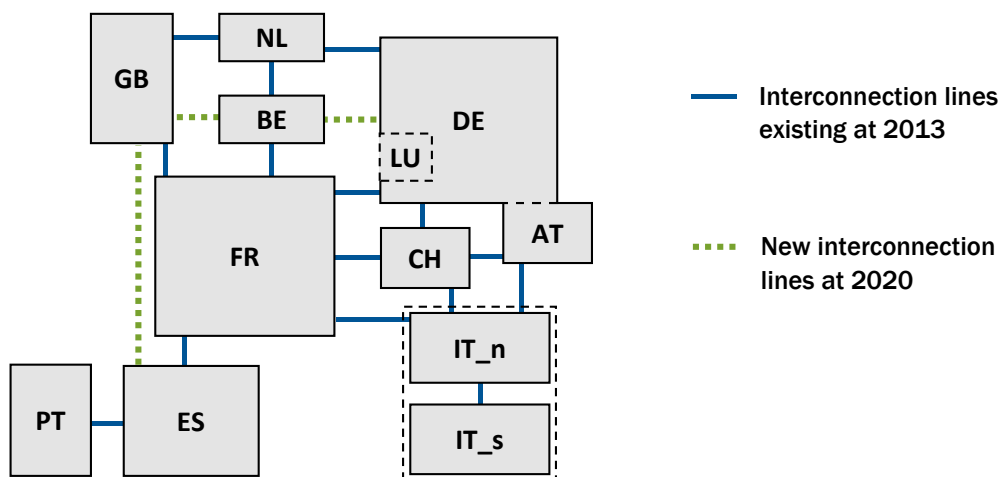 NL
GB
BE
DE
LU
FR
CH
AT
IT_n
PT
ES
IT_s
Interconnection lines
existing at 2013
New interconnection
lines at 2020